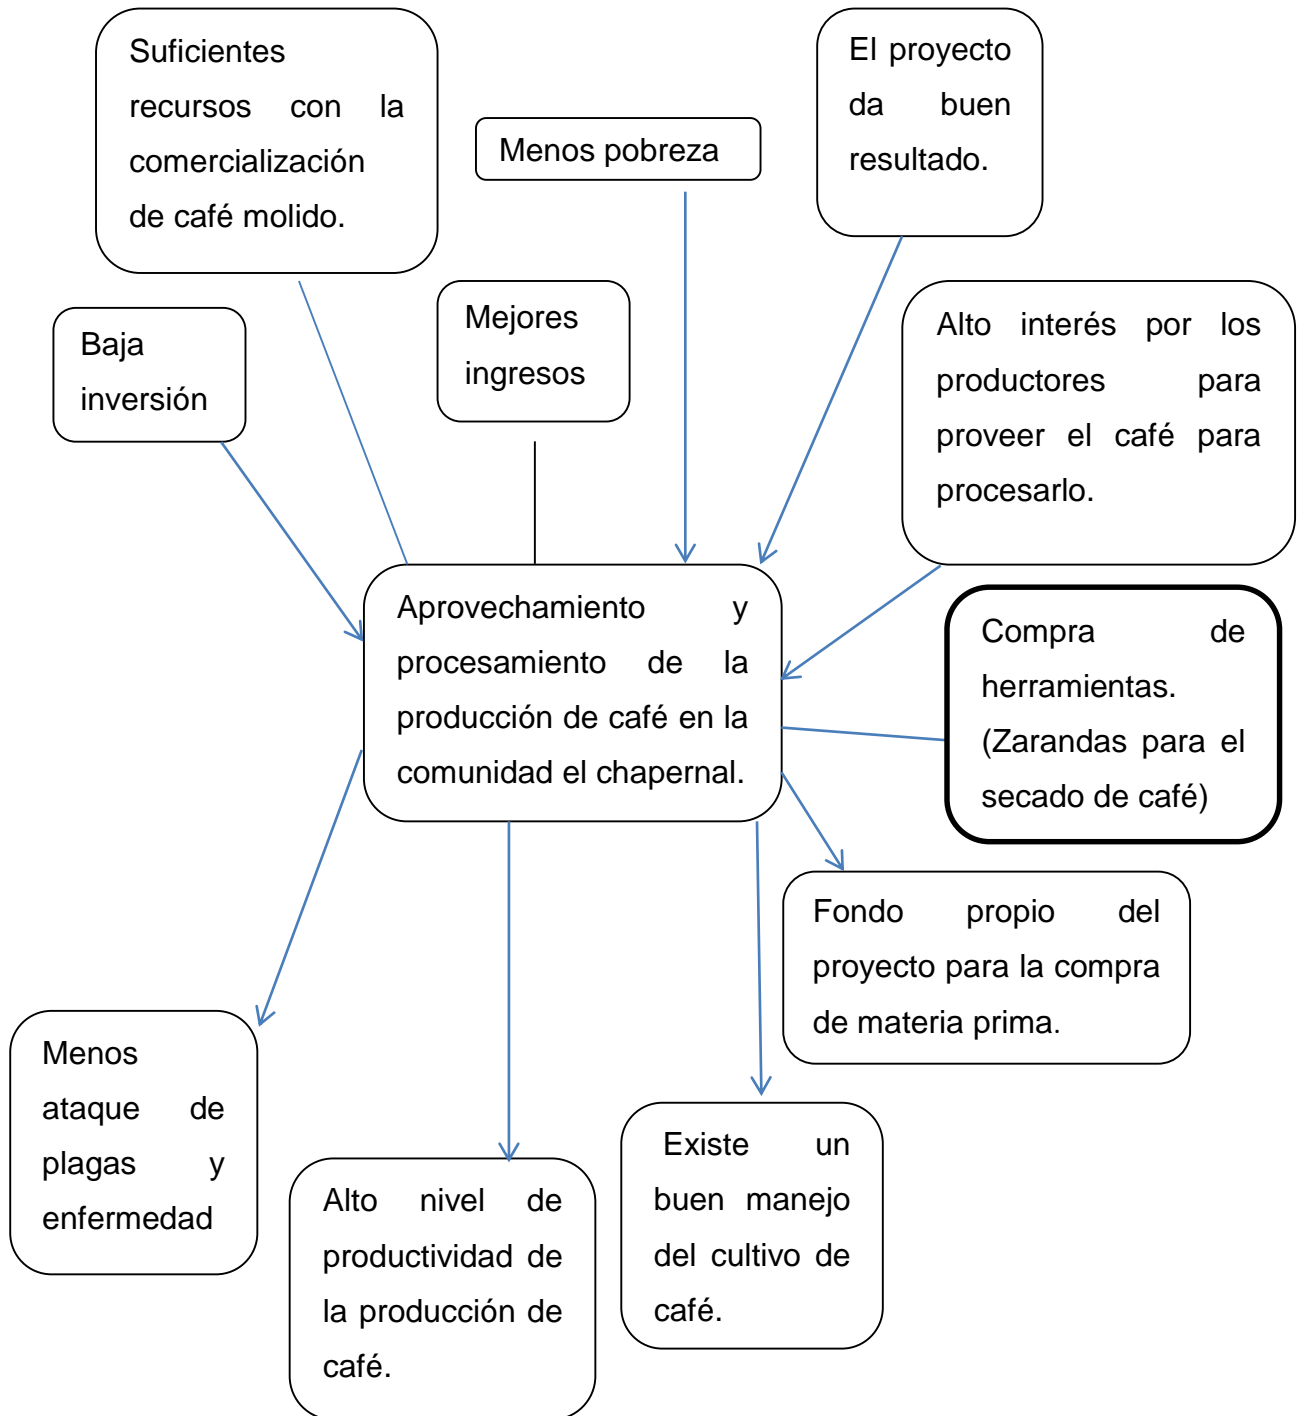 Suficientes
recursos con la
comercialización
de café molido.
Menos pobreza
El proyecto
da buen
resultado.
Baja
inversión
Mejores
ingresos
Alto interés por los
productores para
proveer el café para
procesarlo.
Aprovechamiento y
procesamiento de la
producción de café en la
comunidad el chapernal.
Compra de
herramientas.
(Zarandas para el
secado de café)
Fondo propio del
proyecto para la compra
de materia prima.
Menos
ataque de
plagas y
enfermedad
Alto nivel de
productividad de
la producción de
café.
Existe un
buen manejo
del cultivo de
café.